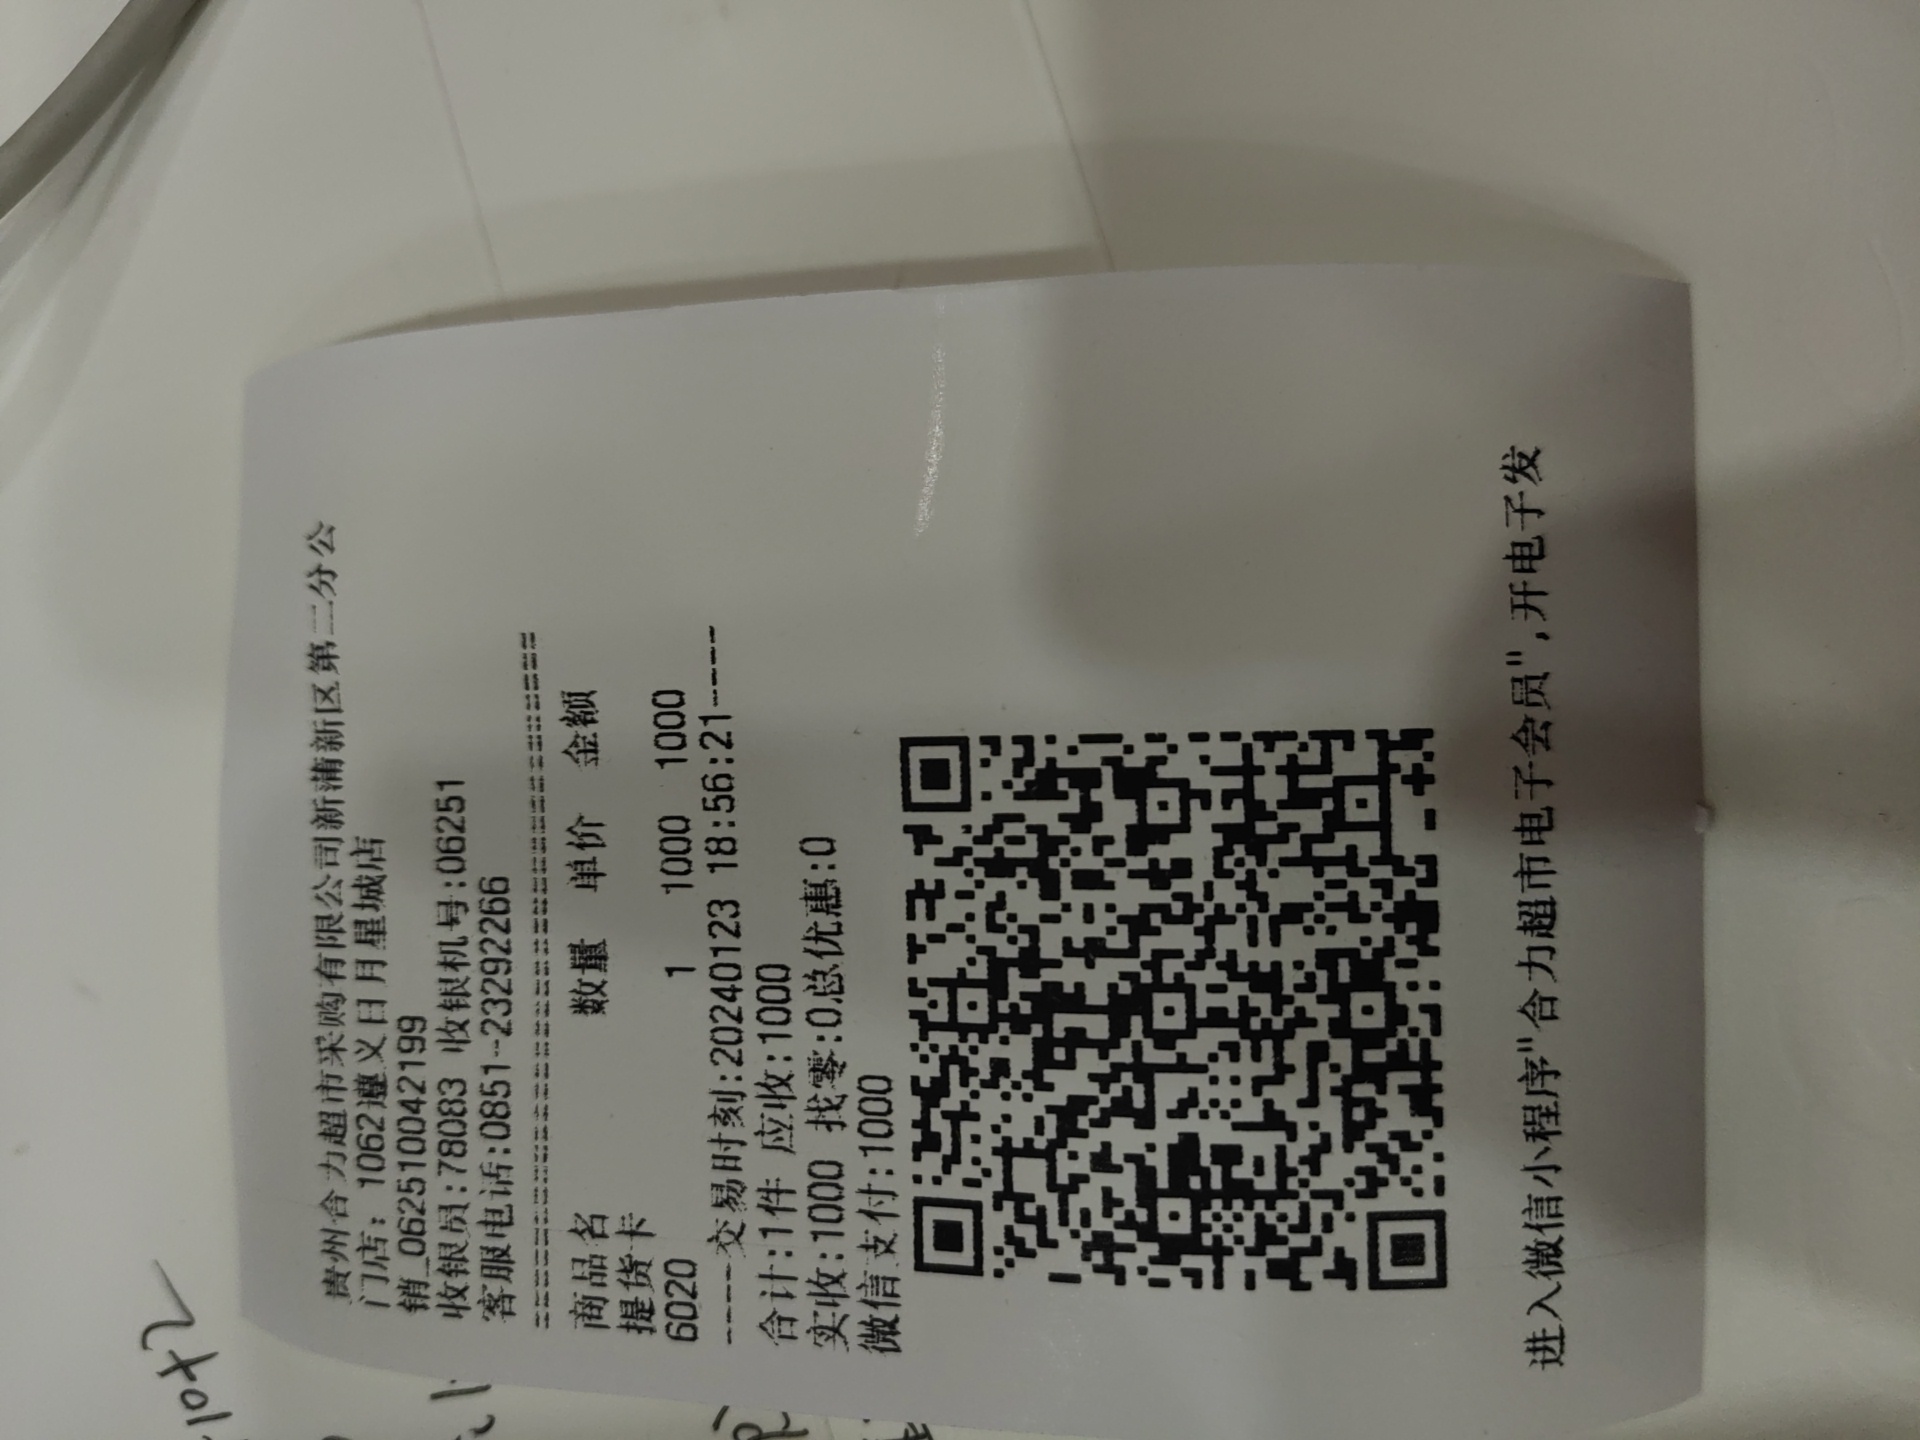 贵州合力超市采购有限公司新蒲新区第二分公
门店: 1062遵义日月星城店
销_062510042199
收银员:78083 收银机号:06251
客服电话:0851-23292266
商品名 数量 单价 金额
提货卡
6020 1 1000 1000
----交易时刻:20240123 18:56:21----
合计:1件 应收:1000
实收:1000 找零:0总优惠:0
微信支付:1000
进入微信小程序"合力超市电子会员",开电子发
10x2